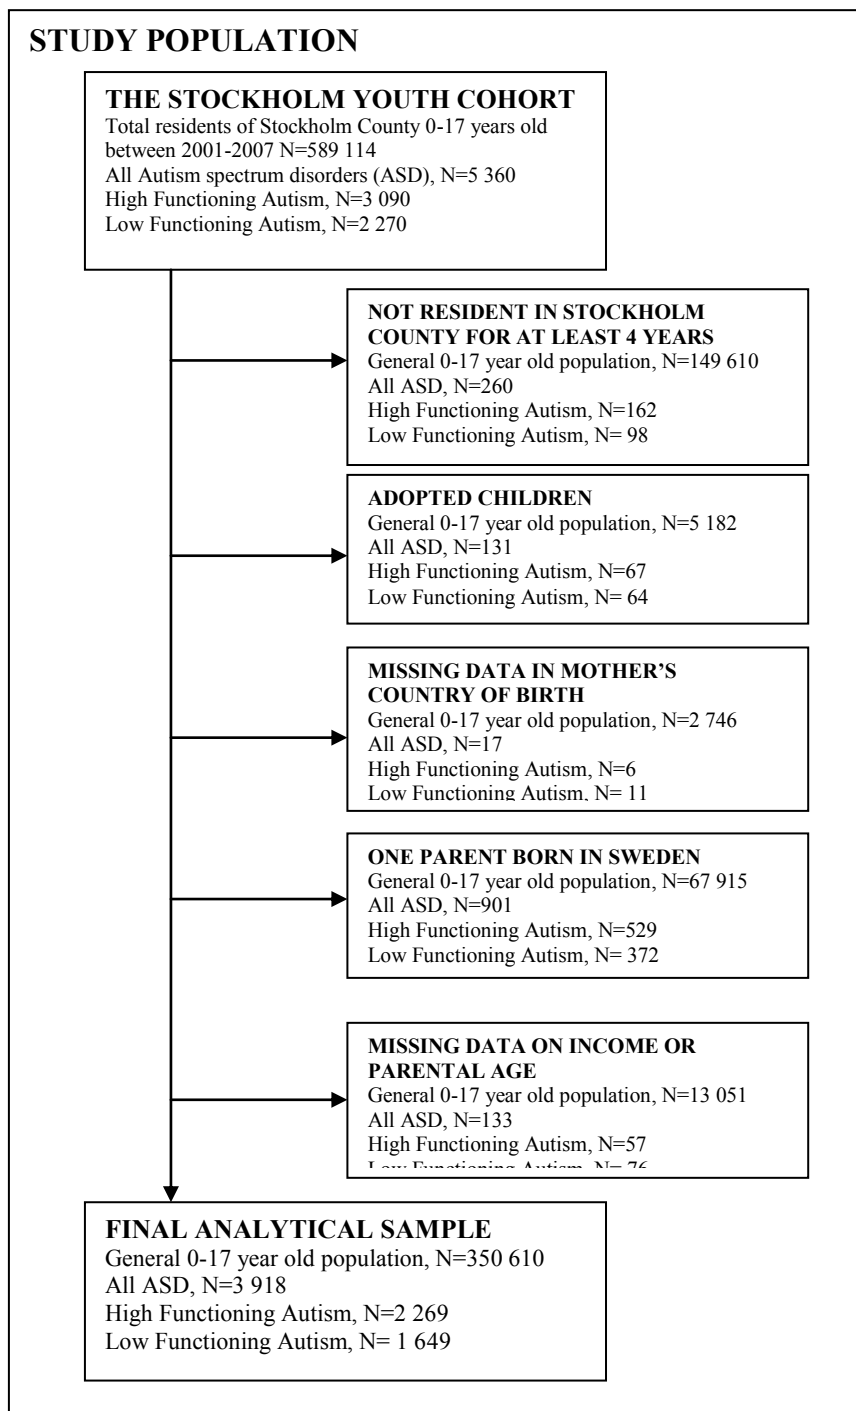 STUDY POPULATION
THE STOCKHOLM YOUTH COHORT
Total residents of Stockholm County 0-17 years old
between 2001-2007 N=589 114
All Autism spectrum disorders (ASD), N=5 360
High Functioning Autism, N=3 090
Low Functioning Autism, N=2 270
NOT RESIDENT IN STOCKHOLM
COUNTY FOR AT LEAST 4 YEARS
General 0-17 year old population, N=149 610
All ASD, N=260
High Functioning Autism, N=162
Low Functioning Autism, N= 98
ADOPTED CHILDREN
General 0-17 year old population, N=5 182
All ASD, N=131
High Functioning Autism, N=67
Low Functioning Autism, N= 64
MISSING DATA IN MOTHER'S
COUNTRY OF BIRTH
General 0-17 year old population, N=2 746
All ASD, N=17
High Functioning Autism, N=6
Low Functioning Autism, N= 11
ONE PARENT BORN IN SWEDEN
General 0-17 year old population, N=67 915
All ASD, N=901
High Functioning Autism, N=529
Low Functioning Autism, N= 372
MISSING DATA ON INCOME OR
PARENTAL AGE
General 0-17 year old population, N=13 051
All ASD, N=133
High Functioning Autism, N=57
Low Functioning Autism, N= 76
FINAL ANALYTICAL SAMPLE
General 0-17 year old population, N=350 610
All ASD, N=3 918
High Functioning Autism, N=2 269
Low Functioning Autism, N= 1 649